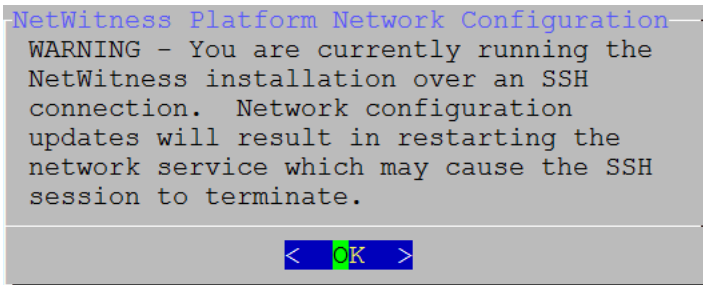 NetWitness Platform Network Configuration
WARNING - You are currently running the
NetWitness installation over an SSH
connection.  Network configuration
updates will result in restarting the
network service which may cause the SSH
session to terminate.
<  OK  >